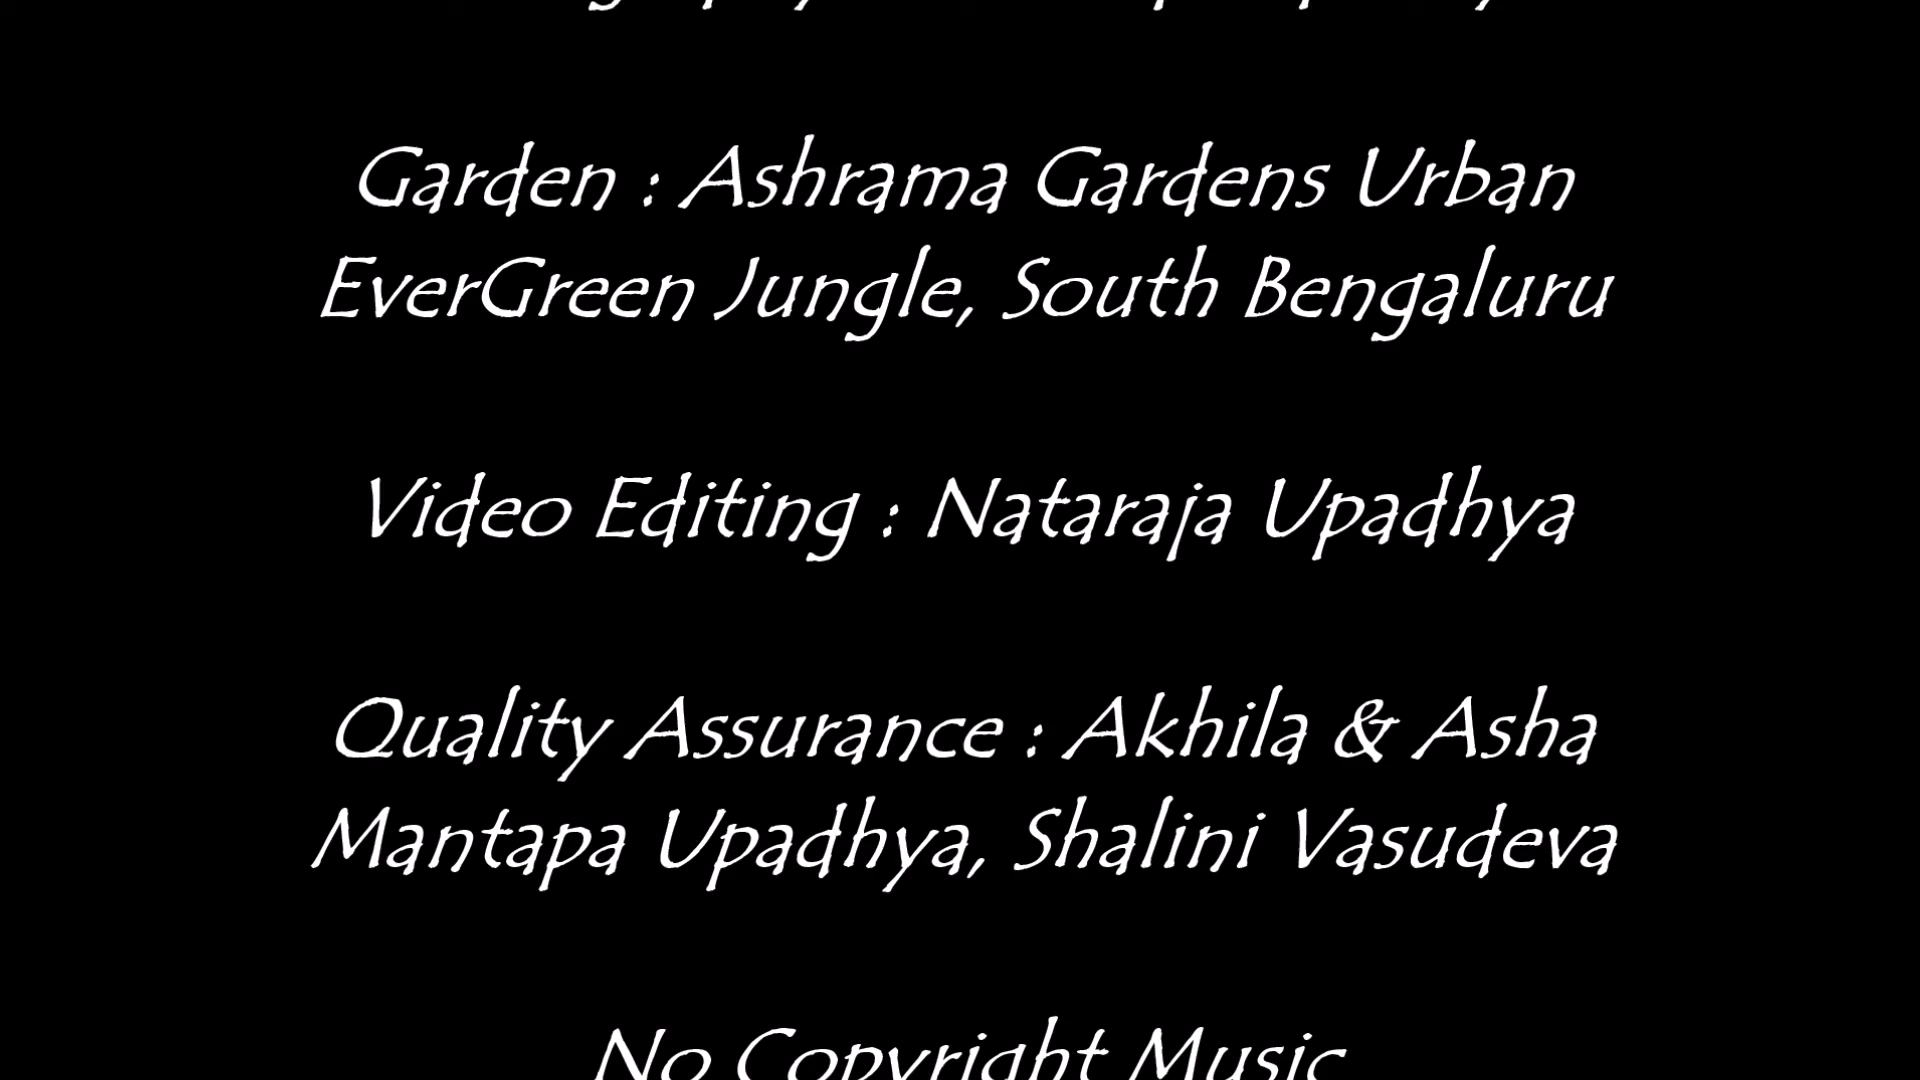 Garden : Ashrama Gardens Urban
EverGreen Jungle, South Bengaluru
Video Editing : Nataraja Upadhya
Quality Assurance : Akhila & Asha
Mantapa Upadhya, Shalini Vasudeva
No Copyright Music